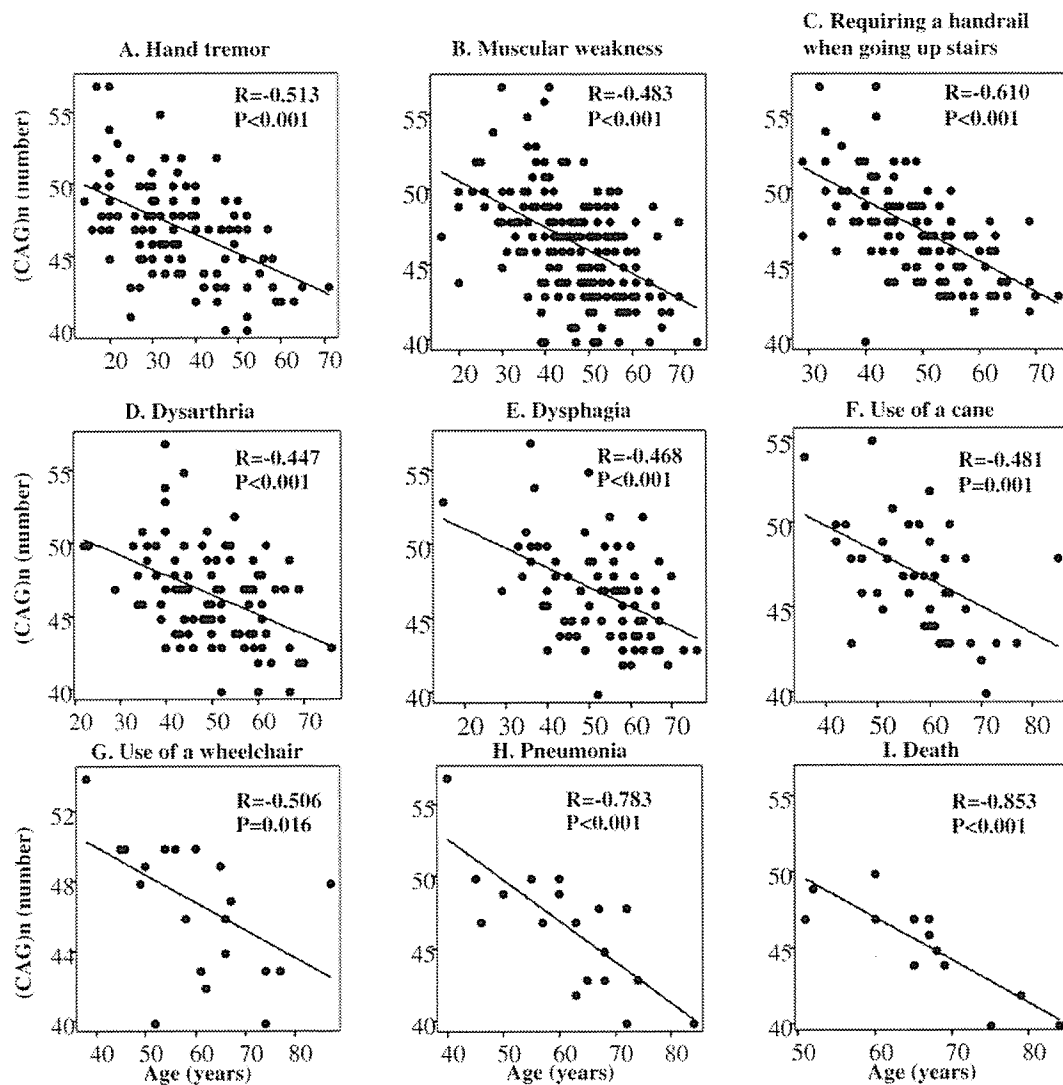 A. Hand tremor
B. Muscular weakness
C. Requiring a handrail
when going up stairs
(CAG)n (number)
55
50
45
40
R=-0.513
P<0.001
20 30 40 50 60 70
55
50
45
40
R=-0.483
P<0.001
20 30 40 50 60 70
55
50
45
40
R=-0.610
P<0.001
30 40 50 60 70
D. Dysarthria
E. Dysphagia
F. Use of a cane
(CAG)n (number)
55
50
45
40
R=-0.447
P<0.001
20 30 40 50 60 70
55
50
45
40
R=-0.468
P<0.001
20 30 40 50 60 70
55
50
45
40
R=-0.481
P=0.001
40 50 60 70 80
G. Use of a wheelchair
H. Pneumonia
I. Death
(CAG)n (number)
52
48
44
40
R=-0.506
P=0.016
40 50 60 70 80
Age (years)
55
50
45
40
R=-0.783
P<0.001
40 50 60 70 80
Age (years)
55
50
45
40
R=-0.853
P<0.001
50 60 70 80
Age (years)